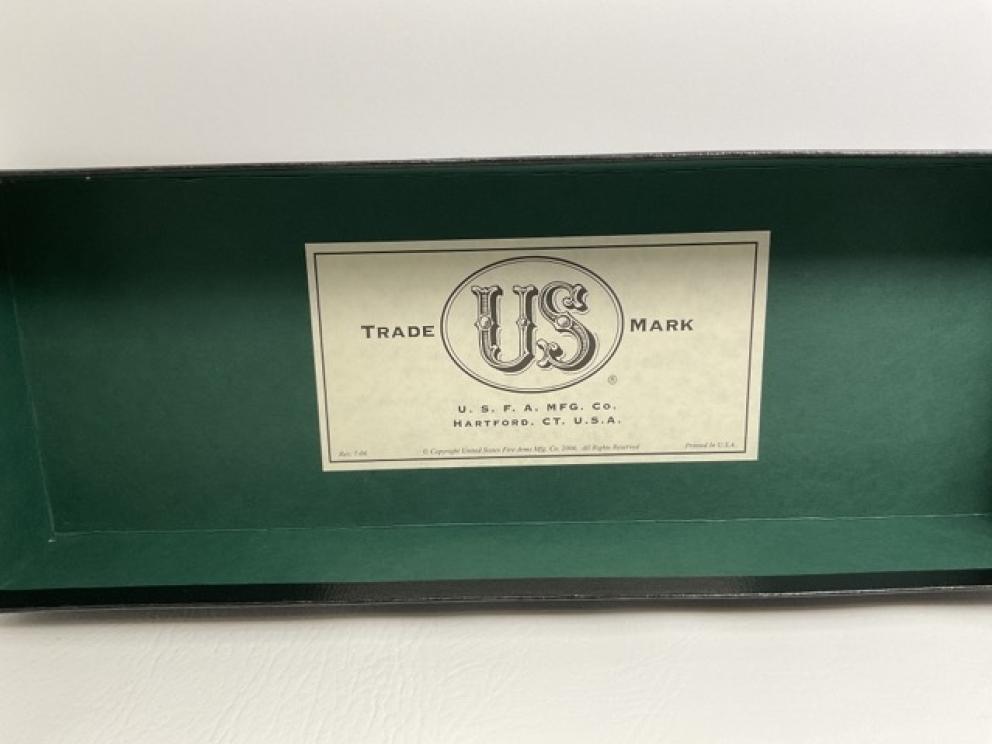 TRADE US MARK
®
U. S. F. A. MFG. CO.
HARTFORD. CT. U.S.A.
Rev. 7-06 © Copyright United States Fire Arms Mfg. Co. 2006. All Rights Reserved Printed In U.S.A.